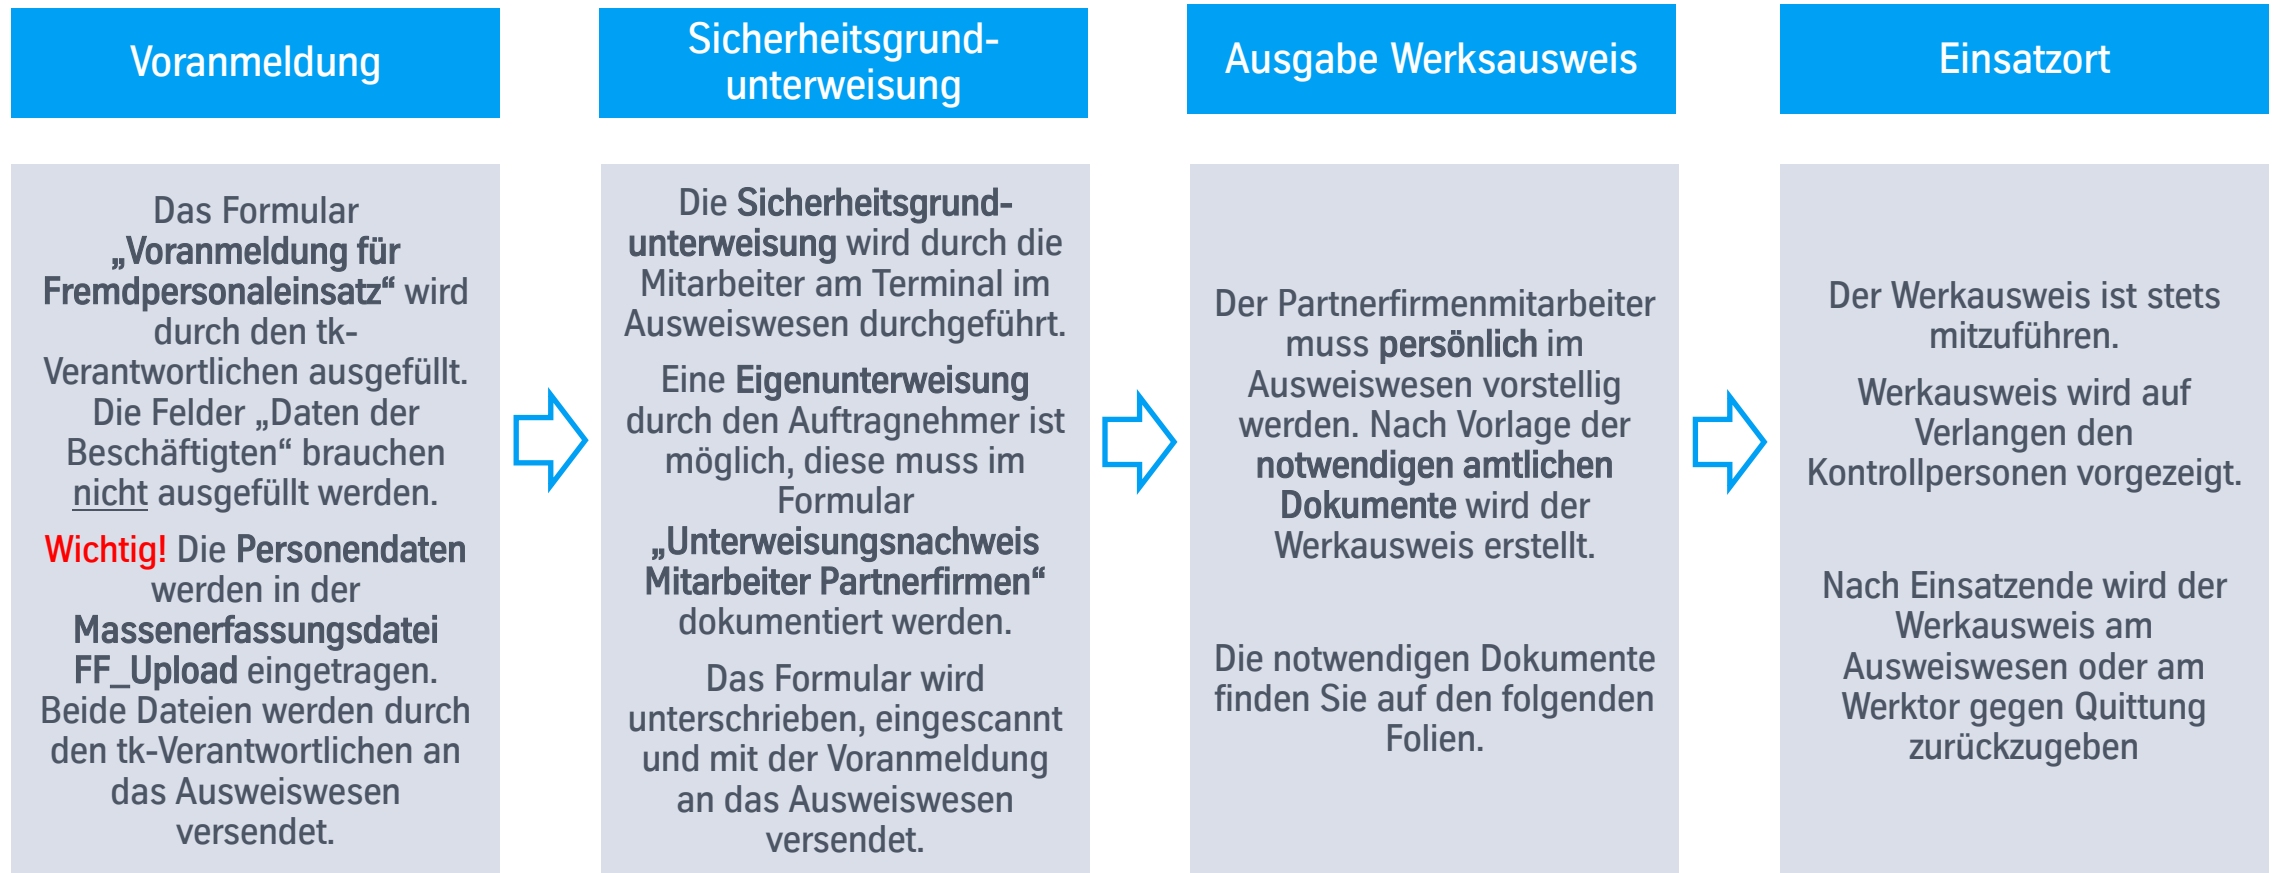 Voranmeldung
Das Formular
„Voranmeldung für
Fremdpersonaleinsatz“ wird
durch den tk-
Verantwortlichen ausgefüllt.
Die Felder „Daten der
Beschäftigten“ brauchen
nicht ausgefüllt werden.
Wichtig! Die Personendaten
werden in der
Massenerfassungsdatei
FF_Upload eingetragen.
Beide Dateien werden durch
den tk-Verantwortlichen an
das Ausweiswesen
versendet.
Sicherheitsgrund-
unterweisung
Die Sicherheitsgrund-
unterweisung wird durch die
Mitarbeiter am Terminal im
Ausweiswesen durchgeführt.
Eine Eigenunterweisung
durch den Auftragnehmer ist
möglich, diese muss im
Formular
„Unterweisungsnachweis
Mitarbeiter Partnerfirmen“
dokumentiert werden.
Das Formular wird
unterschrieben, eingescannt
und mit der Voranmeldung
an das Ausweiswesen
versendet.
Ausgabe Werksausweis
Der Partnerfirmenmitarbeiter
muss persönlich im
Ausweiswesen vorstellig
werden. Nach Vorlage der
notwendigen amtlichen
Dokumente wird der
Werkausweis erstellt.
Die notwendigen Dokumente
finden Sie auf den folgenden
Folien.
Einsatzort
Der Werkausweis ist stets
mitzuführen.
Werkausweis wird auf
Verlangen den
Kontrollpersonen vorgezeigt.
Nach Einsatzende wird der
Werkausweis am
Ausweiswesen oder am
Werktor gegen Quittung
zurückzugeben